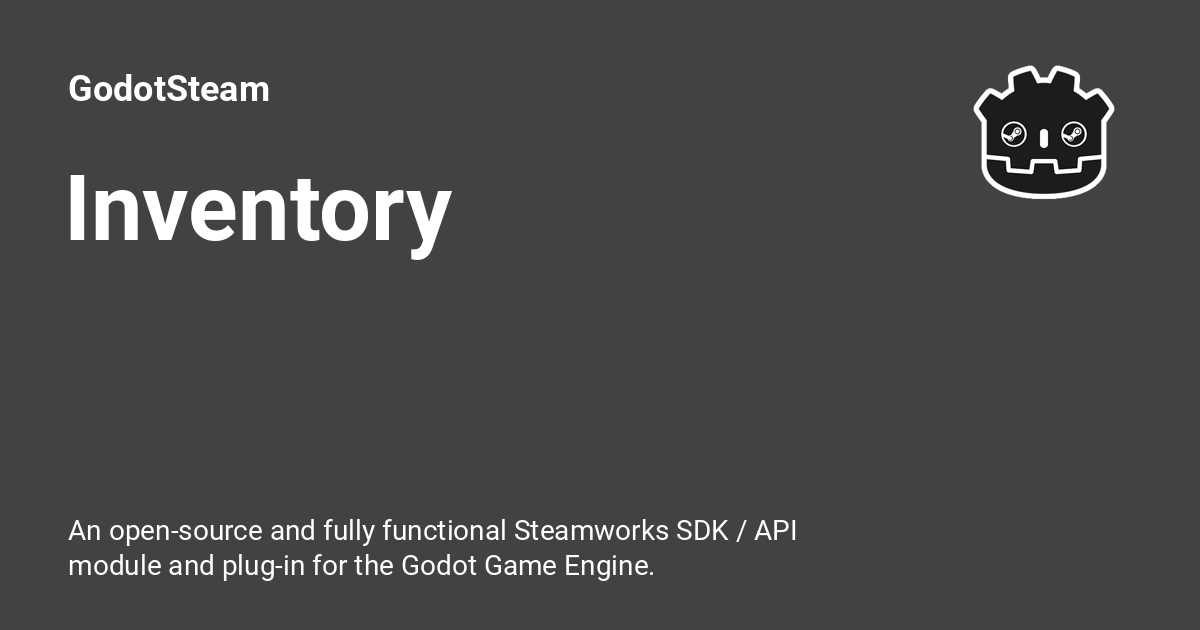 GodotSteam
Inventory
An open-source and fully functional Steamworks SDK / API
module and plug-in for the Godot Game Engine.